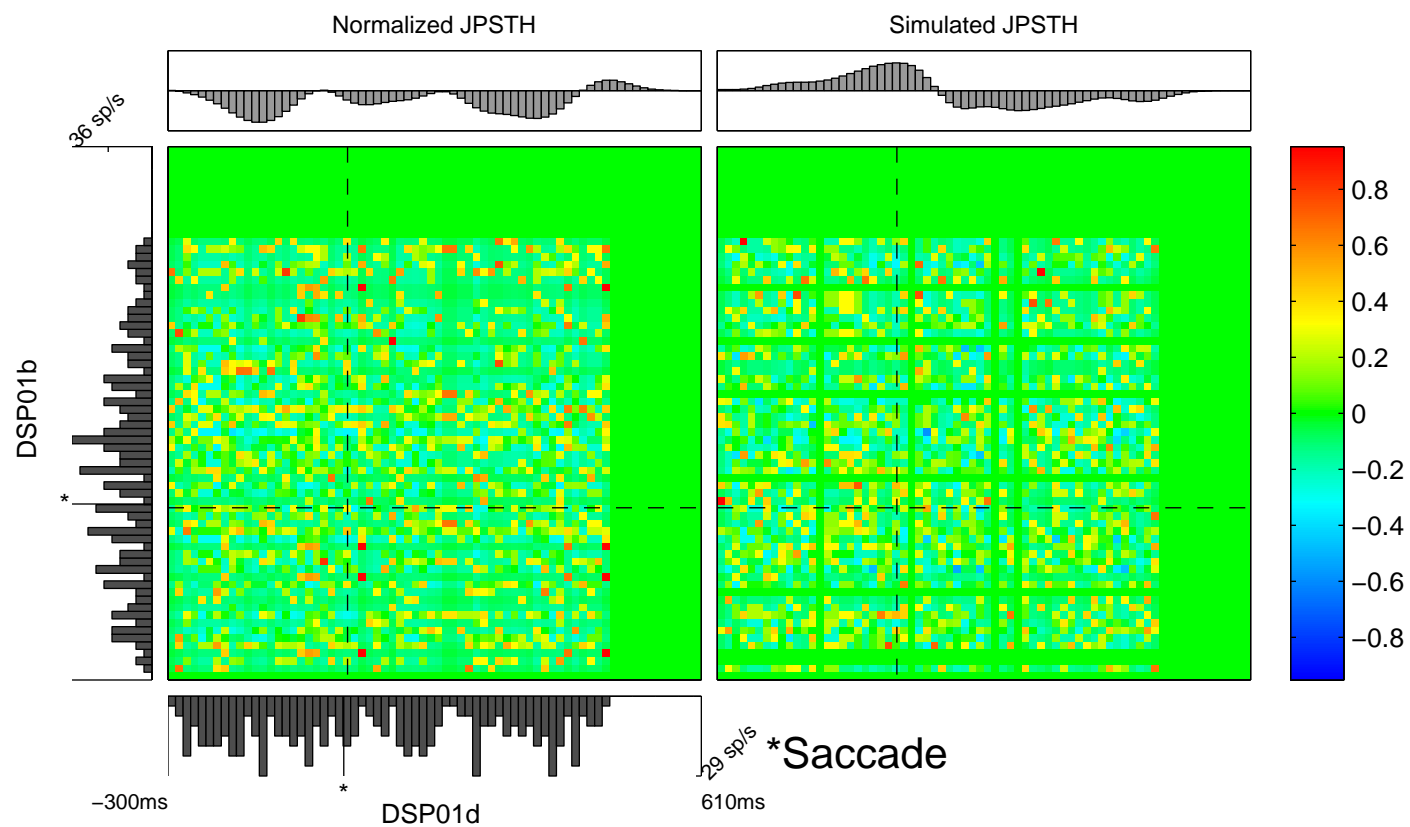 Normalized JPSTH
Simulated JPSTH
36 sp/s
DSP01b
*
0.8
0.6
0.4
0.2
0
−0.2
−0.4
−0.6
−0.8
29 sp/s
*Saccade
*
−300ms
DSP01d
610ms